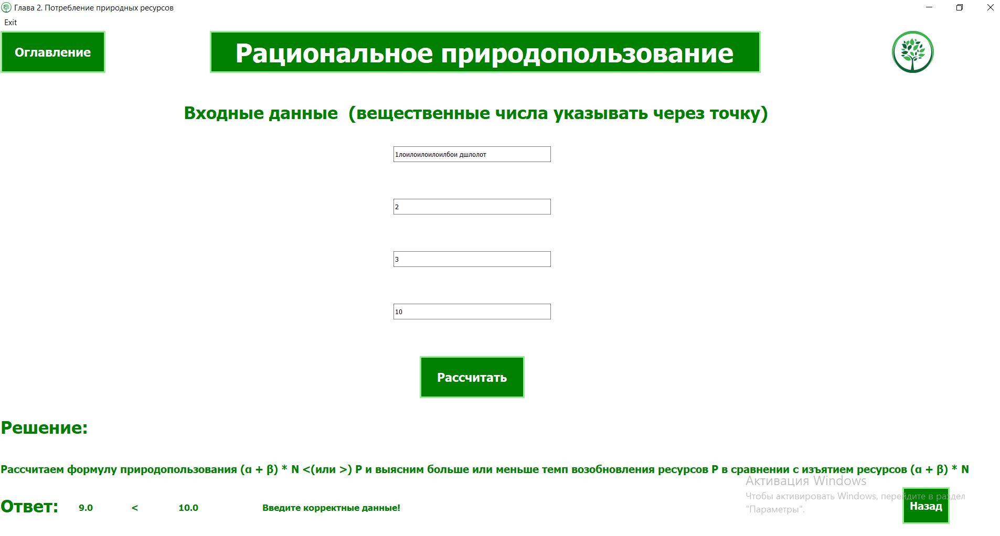 Глава 2. Потребление природных ресурсов
Exit
Оглавление
Рациональное природопользование
Входные данные (вещественные числа указывать через точку)
1лоилоилоилоилбои дшлолот
2
3
10
Рассчитать
Решение:
Рассчитаем формулу природопользования (α + β) * N <(или >) P и выясним больше или меньше темп возобновления ресурсов P в сравнении с изъятием ресурсов (α + β) * N
Активация Windows
Чтобы активировать Windows, перейдите в раздел
"Параметры".
Ответ: 9.0 < 10.0 Введите корректные данные!
Назад